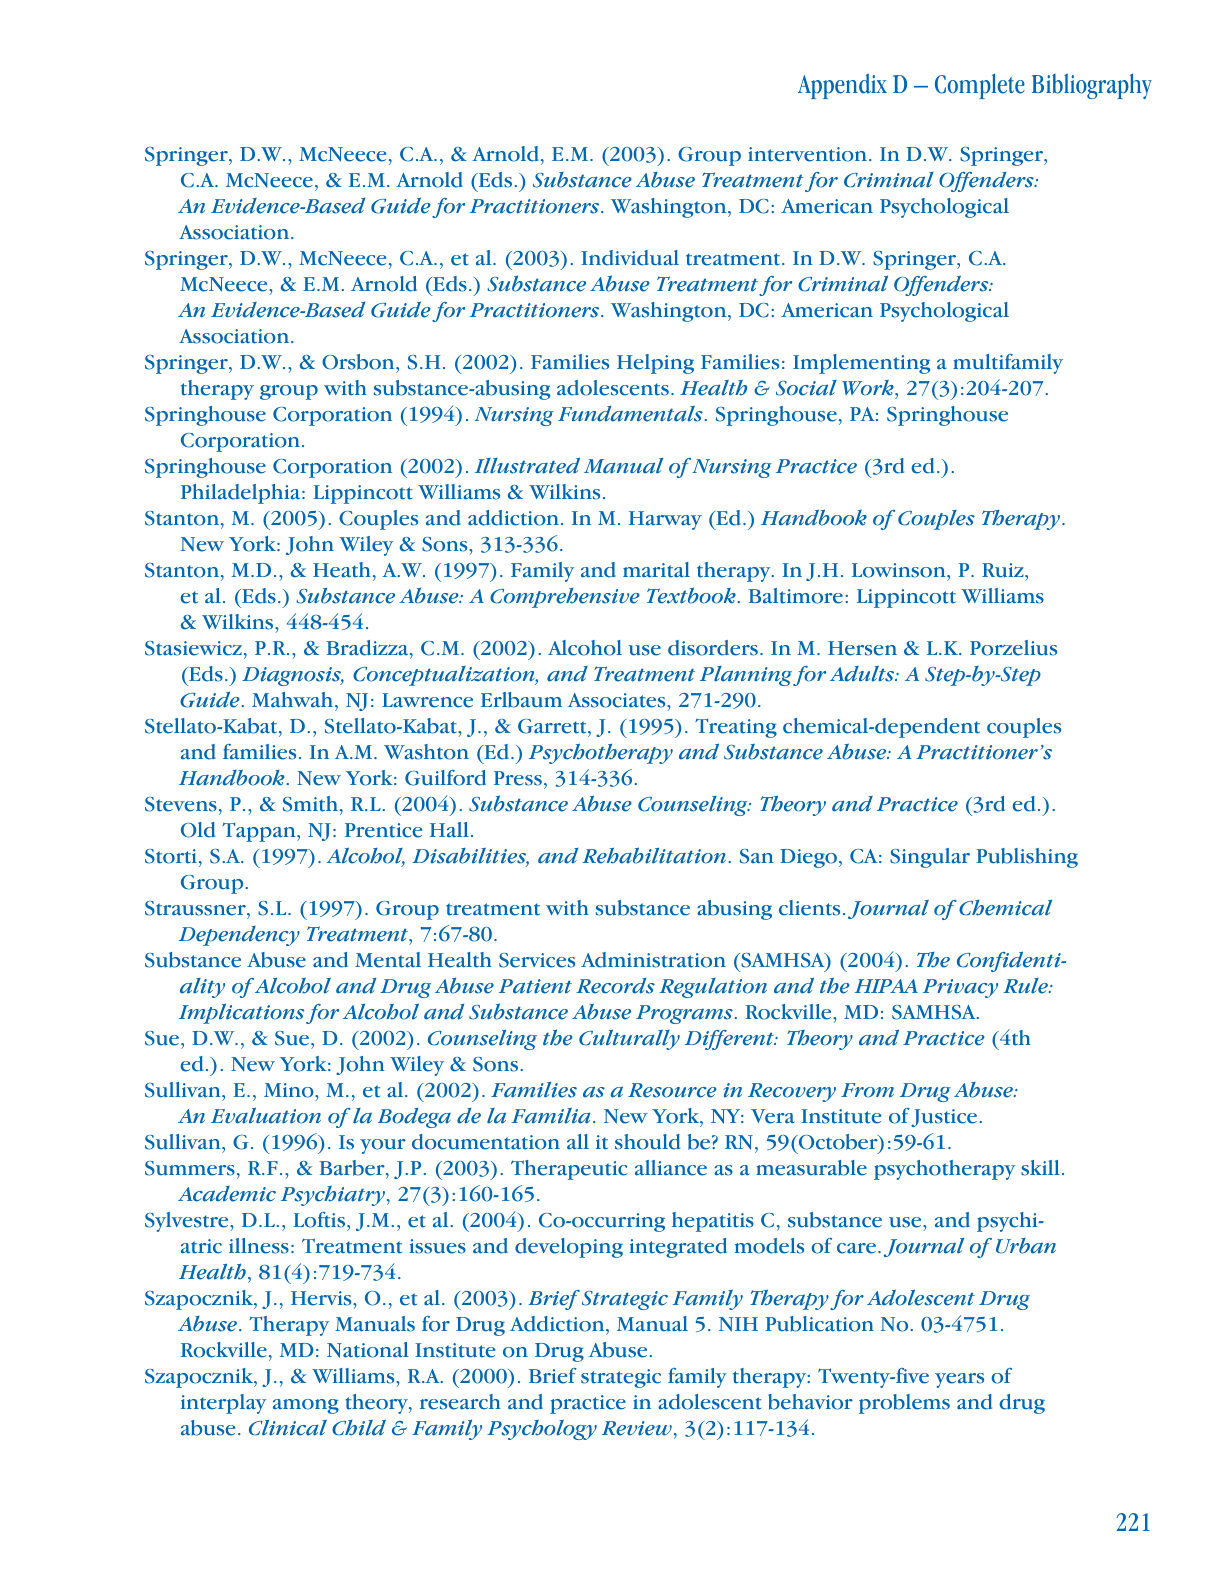 Appendix D – Complete Bibliography
Springer, D.W., McNeece, C.A., & Arnold, E.M. (2003). Group intervention. In D.W. Springer,
C.A. McNeece, & E.M. Arnold (Eds.) Substance Abuse Treatment for Criminal Offenders:
An Evidence-Based Guide for Practitioners. Washington, DC: American Psychological
Association.
Springer, D.W., McNeece, C.A., et al. (2003). Individual treatment. In D.W. Springer, C.A.
McNeece, & E.M. Arnold (Eds.) Substance Abuse Treatment for Criminal Offenders:
An Evidence-Based Guide for Practitioners. Washington, DC: American Psychological
Association.
Springer, D.W., & Orsbon, S.H. (2002). Families Helping Families: Implementing a multifamily
therapy group with substance-abusing adolescents. Health & Social Work, 27(3):204-207.
Springhouse Corporation (1994). Nursing Fundamentals. Springhouse, PA: Springhouse
Corporation.
Springhouse Corporation (2002). Illustrated Manual of Nursing Practice (3rd ed.).
Philadelphia: Lippincott Williams & Wilkins.
Stanton, M. (2005). Couples and addiction. In M. Harway (Ed.) Handbook of Couples Therapy.
New York: John Wiley & Sons, 313-336.
Stanton, M.D., & Heath, A.W. (1997). Family and marital therapy. In J.H. Lowinson, P. Ruiz,
et al. (Eds.) Substance Abuse: A Comprehensive Textbook. Baltimore: Lippincott Williams
& Wilkins, 448-454.
Stasiewicz, P.R., & Bradizza, C.M. (2002). Alcohol use disorders. In M. Hersen & L.K. Porzelius
(Eds.) Diagnosis, Conceptualization, and Treatment Planning for Adults: A Step-by-Step
Guide. Mahwah, NJ: Lawrence Erlbaum Associates, 271-290.
Stellato-Kabat, D., Stellato-Kabat, J., & Garrett, J. (1995). Treating chemical-dependent couples
and families. In A.M. Washton (Ed.) Psychotherapy and Substance Abuse: A Practitioner's
Handbook. New York: Guilford Press, 314-336.
Stevens, P., & Smith, R.L. (2004). Substance Abuse Counseling: Theory and Practice (3rd ed.).
Old Tappan, NJ: Prentice Hall.
Storti, S.A. (1997). Alcohol, Disabilities, and Rehabilitation. San Diego, CA: Singular Publishing
Group.
Straussner, S.L. (1997). Group treatment with substance abusing clients. Journal of Chemical
Dependency Treatment, 7:67-80.
Substance Abuse and Mental Health Services Administration (SAMHSA) (2004). The Confidenti-
ality of Alcohol and Drug Abuse Patient Records Regulation and the HIPAA Privacy Rule:
Implications for Alcohol and Substance Abuse Programs. Rockville, MD: SAMHSA.
Sue, D.W., & Sue, D. (2002). Counseling the Culturally Different: Theory and Practice (4th
ed.). New York: John Wiley & Sons.
Sullivan, E., Mino, M., et al. (2002). Families as a Resource in Recovery From Drug Abuse:
An Evaluation of la Bodega de la Familia. New York, NY: Vera Institute of Justice.
Sullivan, G. (1996). Is your documentation all it should be? RN, 59(October):59-61.
Summers, R.F., & Barber, J.P. (2003). Therapeutic alliance as a measurable psychotherapy skill.
Academic Psychiatry, 27(3):160-165.
Sylvestre, D.L., Loftis, J.M., et al. (2004). Co-occurring hepatitis C, substance use, and psychi-
atric illness: Treatment issues and developing integrated models of care. Journal of Urban
Health, 81(4):719-734.
Szapocznik, J., Hervis, O., et al. (2003). Brief Strategic Family Therapy for Adolescent Drug
Abuse. Therapy Manuals for Drug Addiction, Manual 5. NIH Publication No. 03-4751.
Rockville, MD: National Institute on Drug Abuse.
Szapocznik, J., & Williams, R.A. (2000). Brief strategic family therapy: Twenty-five years of
interplay among theory, research and practice in adolescent behavior problems and drug
abuse. Clinical Child & Family Psychology Review, 3(2):117-134.
221